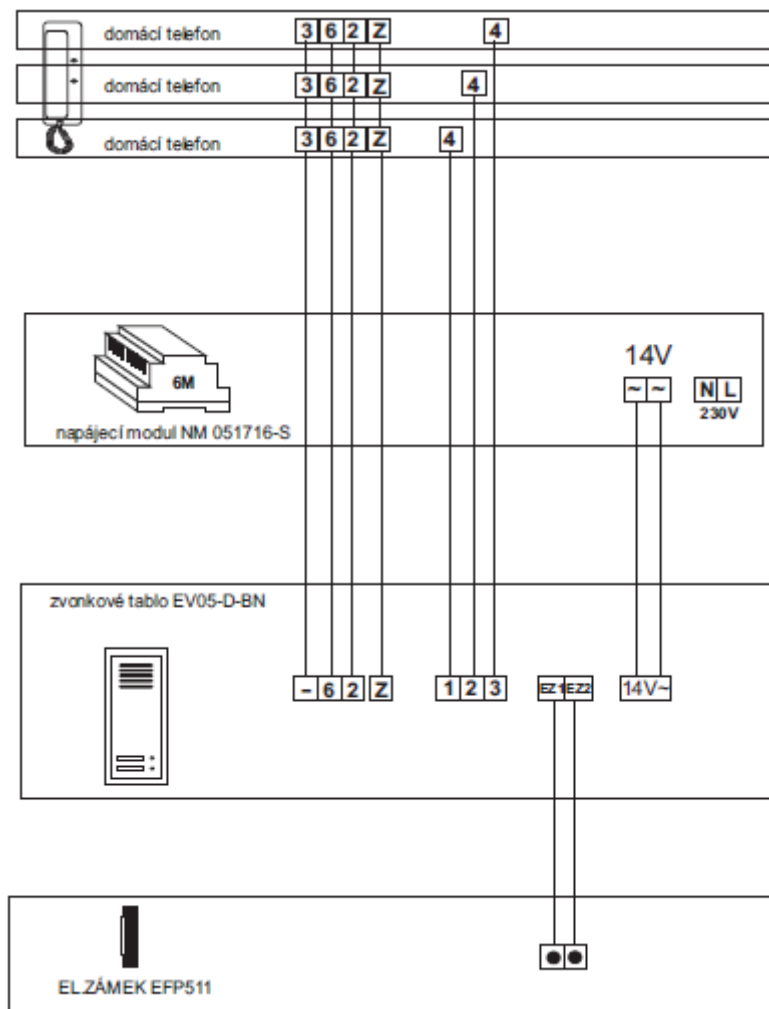 domácí telefon 3 6 2 Z 4
domácí telefon 3 6 2 Z 4
domácí telefon 3 6 2 Z 4
14V
6M ~ ~ N L
230V
napájecí modul NM 051716-S
zvonkové tablo EV05-D-BN
- 6 2 Z 1 2 3 EZ1 EZ2 14V~
EL.ZÁMEK EFP511